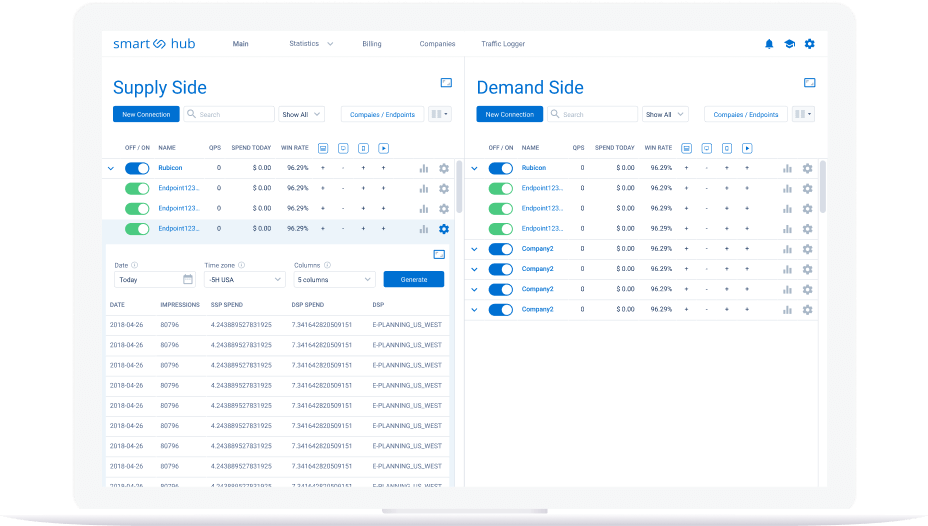 smart hub Main Statistics Billing Companies Traffic Logger
Supply Side
New Connection Search Show All Compaies / Endpoints
OFF / ON NAME QPS SPEND TODAY WIN RATE
Rubicon 0 $ 0.00 96.29% + - + +
Endpoint123... 0 $ 0.00 96.29% + - + +
Endpoint123... 0 $ 0.00 96.29% + - + +
Endpoint123... 0 $ 0.00 96.29% + - + +
Date Time zone Columns
Today -5H USA 5 columns Generate
DATE IMPRESSIONS SSP SPEND DSP SPEND DSP
2018-04-26 80796 4.243889527831925 7.341642820509151 E-PLANNING_US_WEST
2018-04-26 80796 4.243889527831925 7.341642820509151 E-PLANNING_US_WEST
2018-04-26 80796 4.243889527831925 7.341642820509151 E-PLANNING_US_WEST
2018-04-26 80796 4.243889527831925 7.341642820509151 E-PLANNING_US_WEST
2018-04-26 80796 4.243889527831925 7.341642820509151 E-PLANNING_US_WEST
2018-04-26 80796 4.243889527831925 7.341642820509151 E-PLANNING_US_WEST
2018-04-26 80796 4.243889527831925 7.341642820509151 E-PLANNING_US_WEST
2018-04-26 80796 4.243889527831925 7.341642820509151 E-PLANNING_US_WEST
2018-04-26 80796 4.243889527831925 7.341642820509151 E-PLANNING_US_WEST
Demand Side
New Connection Search Show All Compaies / Endpoints
OFF / ON NAME QPS SPEND TODAY WIN RATE
Rubicon 0 $ 0.00 96.29% + - + +
Endpoint123... 0 $ 0.00 96.29% + - + +
Endpoint123... 0 $ 0.00 96.29% + - + +
Endpoint123... 0 $ 0.00 96.29% + - + +
Company2 0 $ 0.00 96.29% + - + +
Company2 0 $ 0.00 96.29% + - + +
Company2 0 $ 0.00 96.29% + - + +
Company2 0 $ 0.00 96.29% + - + +